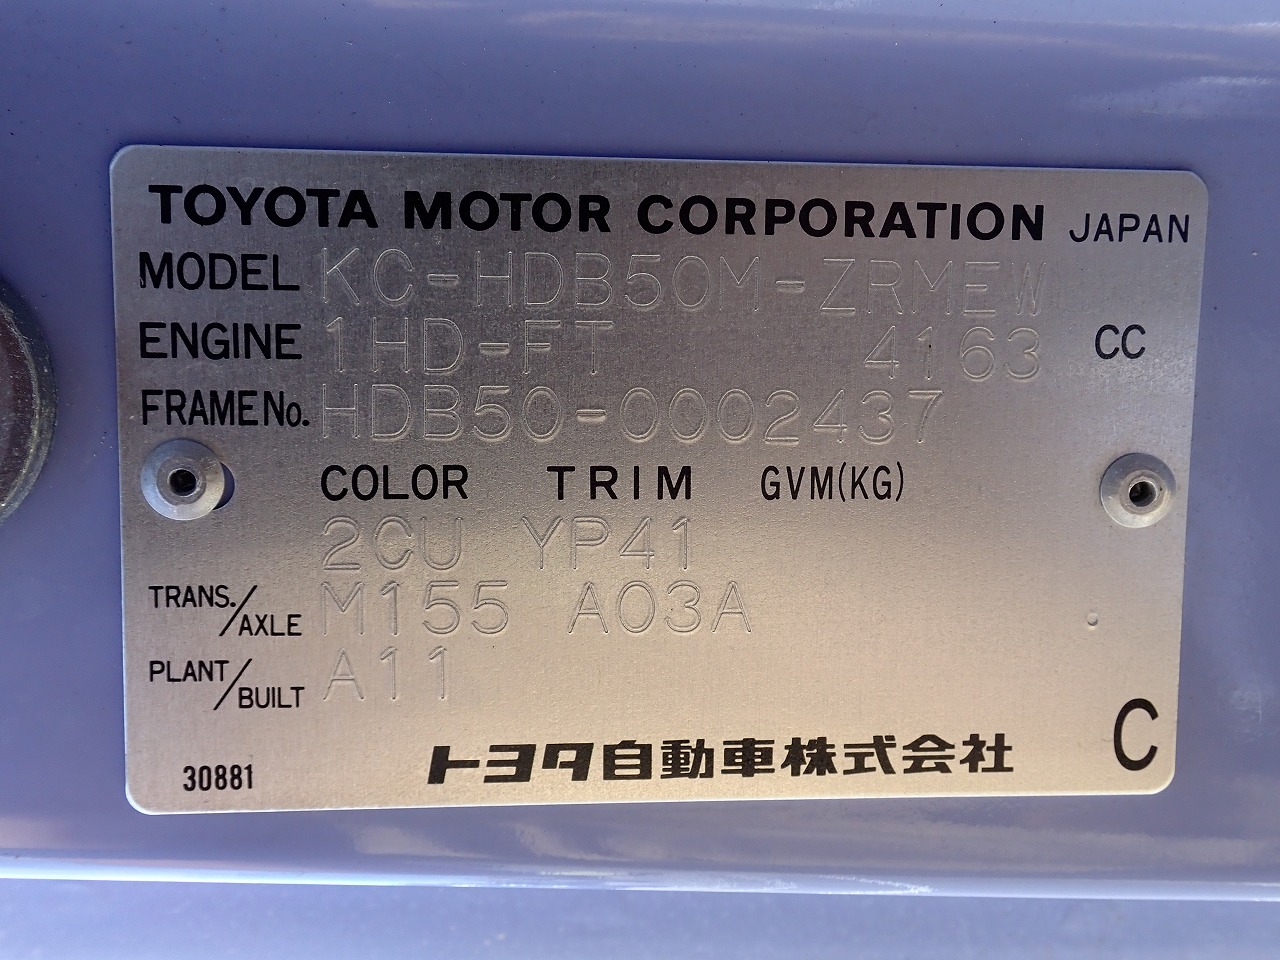 TOYOTA MOTOR CORPORATION JAPAN
MODEL KC-HDB50M-ZRMEW
ENGINE 1HD-FT 4163 CC
FRAME No. HDB50-0002437
COLOR TRIM GVM(KG)
2CU YP41
TRANS./AXLE M155 A03A
PLANT/BUILT A11
C
30881 トヨタ自動車株式会社